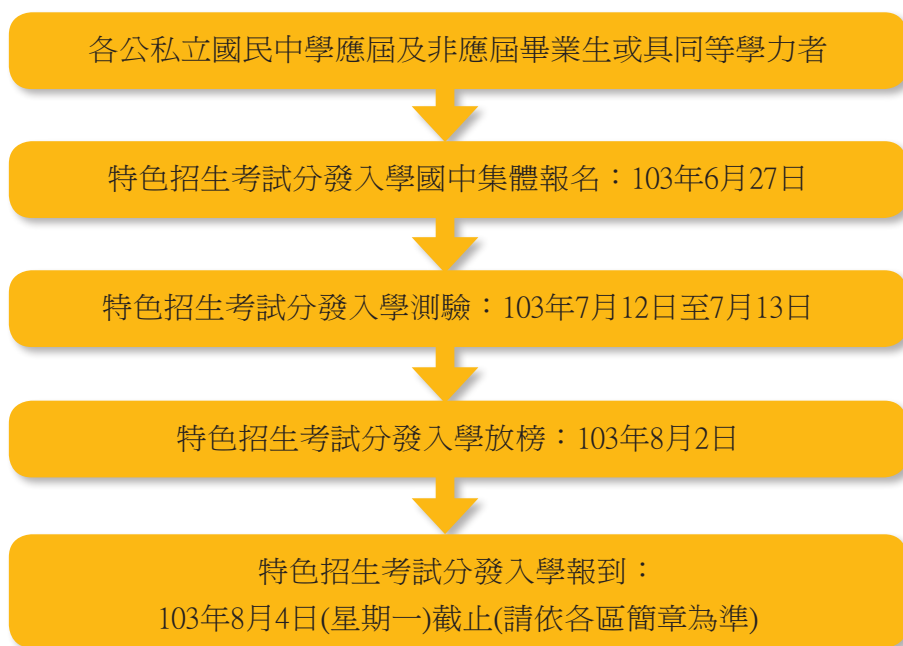 各公私立國民中學應屆及非應屆畢業生或具同等學力者
特色招生考試分發入學國中集體報名：103年6月27日
特色招生考試分發入學測驗：103年7月12日至7月13日
特色招生考試分發入學放榜：103年8月2日
特色招生考試分發入學報到：
103年8月4日(星期一)截止(請依各區簡章為準)